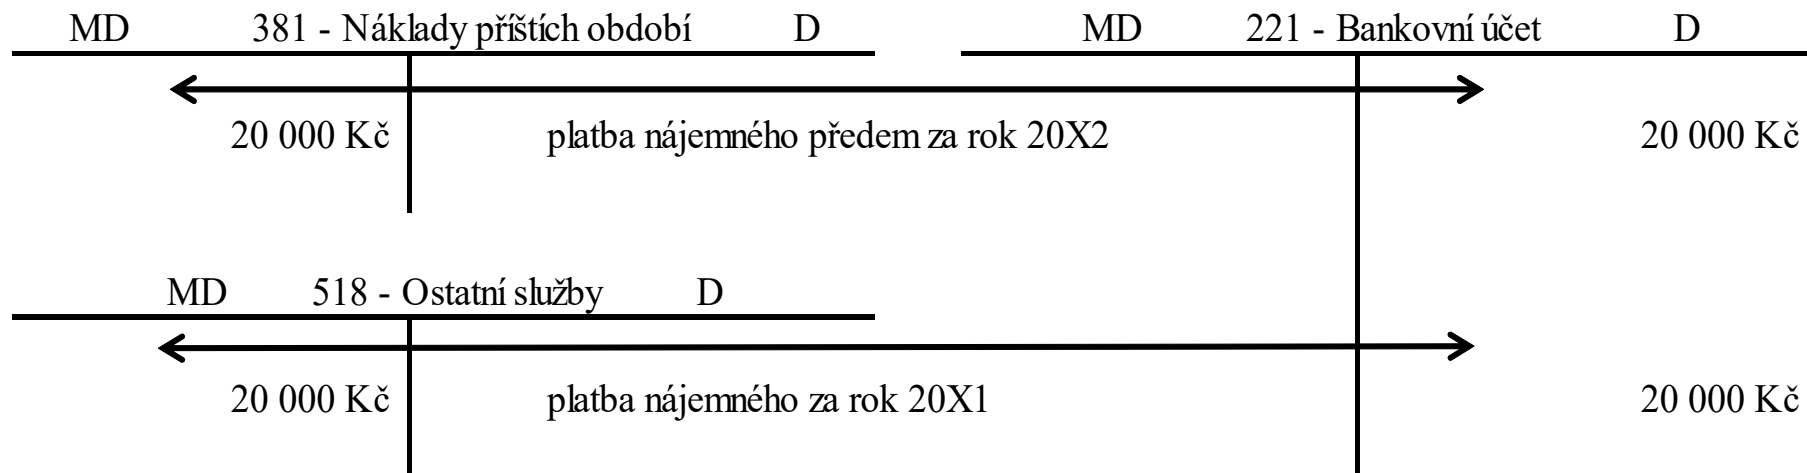 MD 381 - Náklady příštích období D MD 221 - Bankovní účet D
20 000 Kč platba nájemného předem za rok 20X2 20 000 Kč
MD 518 - Ostatní služby D
20 000 Kč platba nájemného za rok 20X1 20 000 Kč